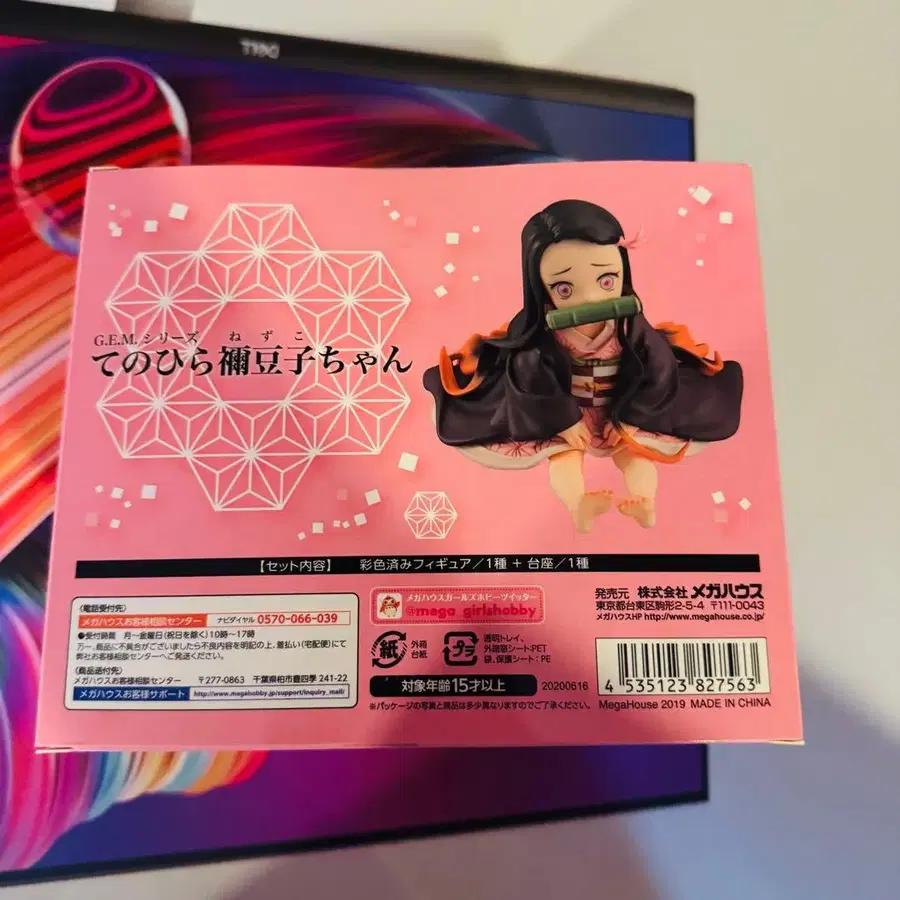 DELL
G.E.M.シリーズ
ねずこ
てのひら禰豆子ちゃん
【セット内容】 彩色済みフィギュア／1種 + 台座／1種
〈電話受付先〉
メガハウスお客様相談センター ナビダイヤル 0570-066-039
●受付時間 月〜金曜日(祝日を除く)10時〜17時
万一、商品に不具合がございましたら不良内容を明記の上、着払い(宅配便)にて
弊社お客様相談センターへご発送ください。
〈商品送付先〉
メガハウスお客様相談センター 〒277-0863 千葉県柏市豊四季 241-22
メガハウスお客様サポート http://www.megahobby.jp/support/inquiry_mail/
メガハウスガールズホビーツイッター
@mega_girlshobby
紙
外箱
台紙
プラ
透明トレイ、
外箱窓シート:PET
袋、保護シート:PE
対象年齢15才以上
20200616
※パッケージの写真と商品は多少異なりますのでご了承ください。
発売元 株式会社 メガハウス
東京都台東区駒形2-5-4 〒111-0043
メガハウスHP http://www.megahouse.co.jp/
4 535123 827563
MegaHouse 2019 MADE IN CHINA